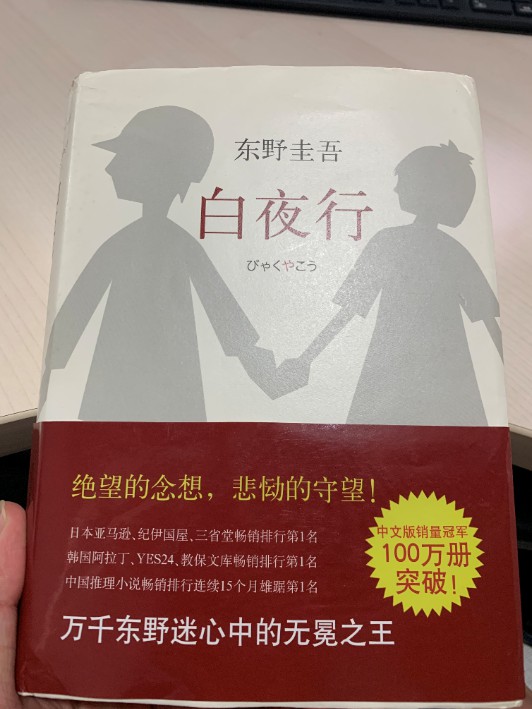 东野圭吾
白夜行
びゃくやこう
绝望的念想，悲恸的守望！
日本亚马逊、纪伊国屋、三省堂畅销排行第1名
韩国阿拉丁、YES24、教保文库畅销排行第1名
中国推理小说畅销排行连续15个月雄踞第1名
中文版销量冠军
100万册
突破！
万千东野迷心中的无冕之王